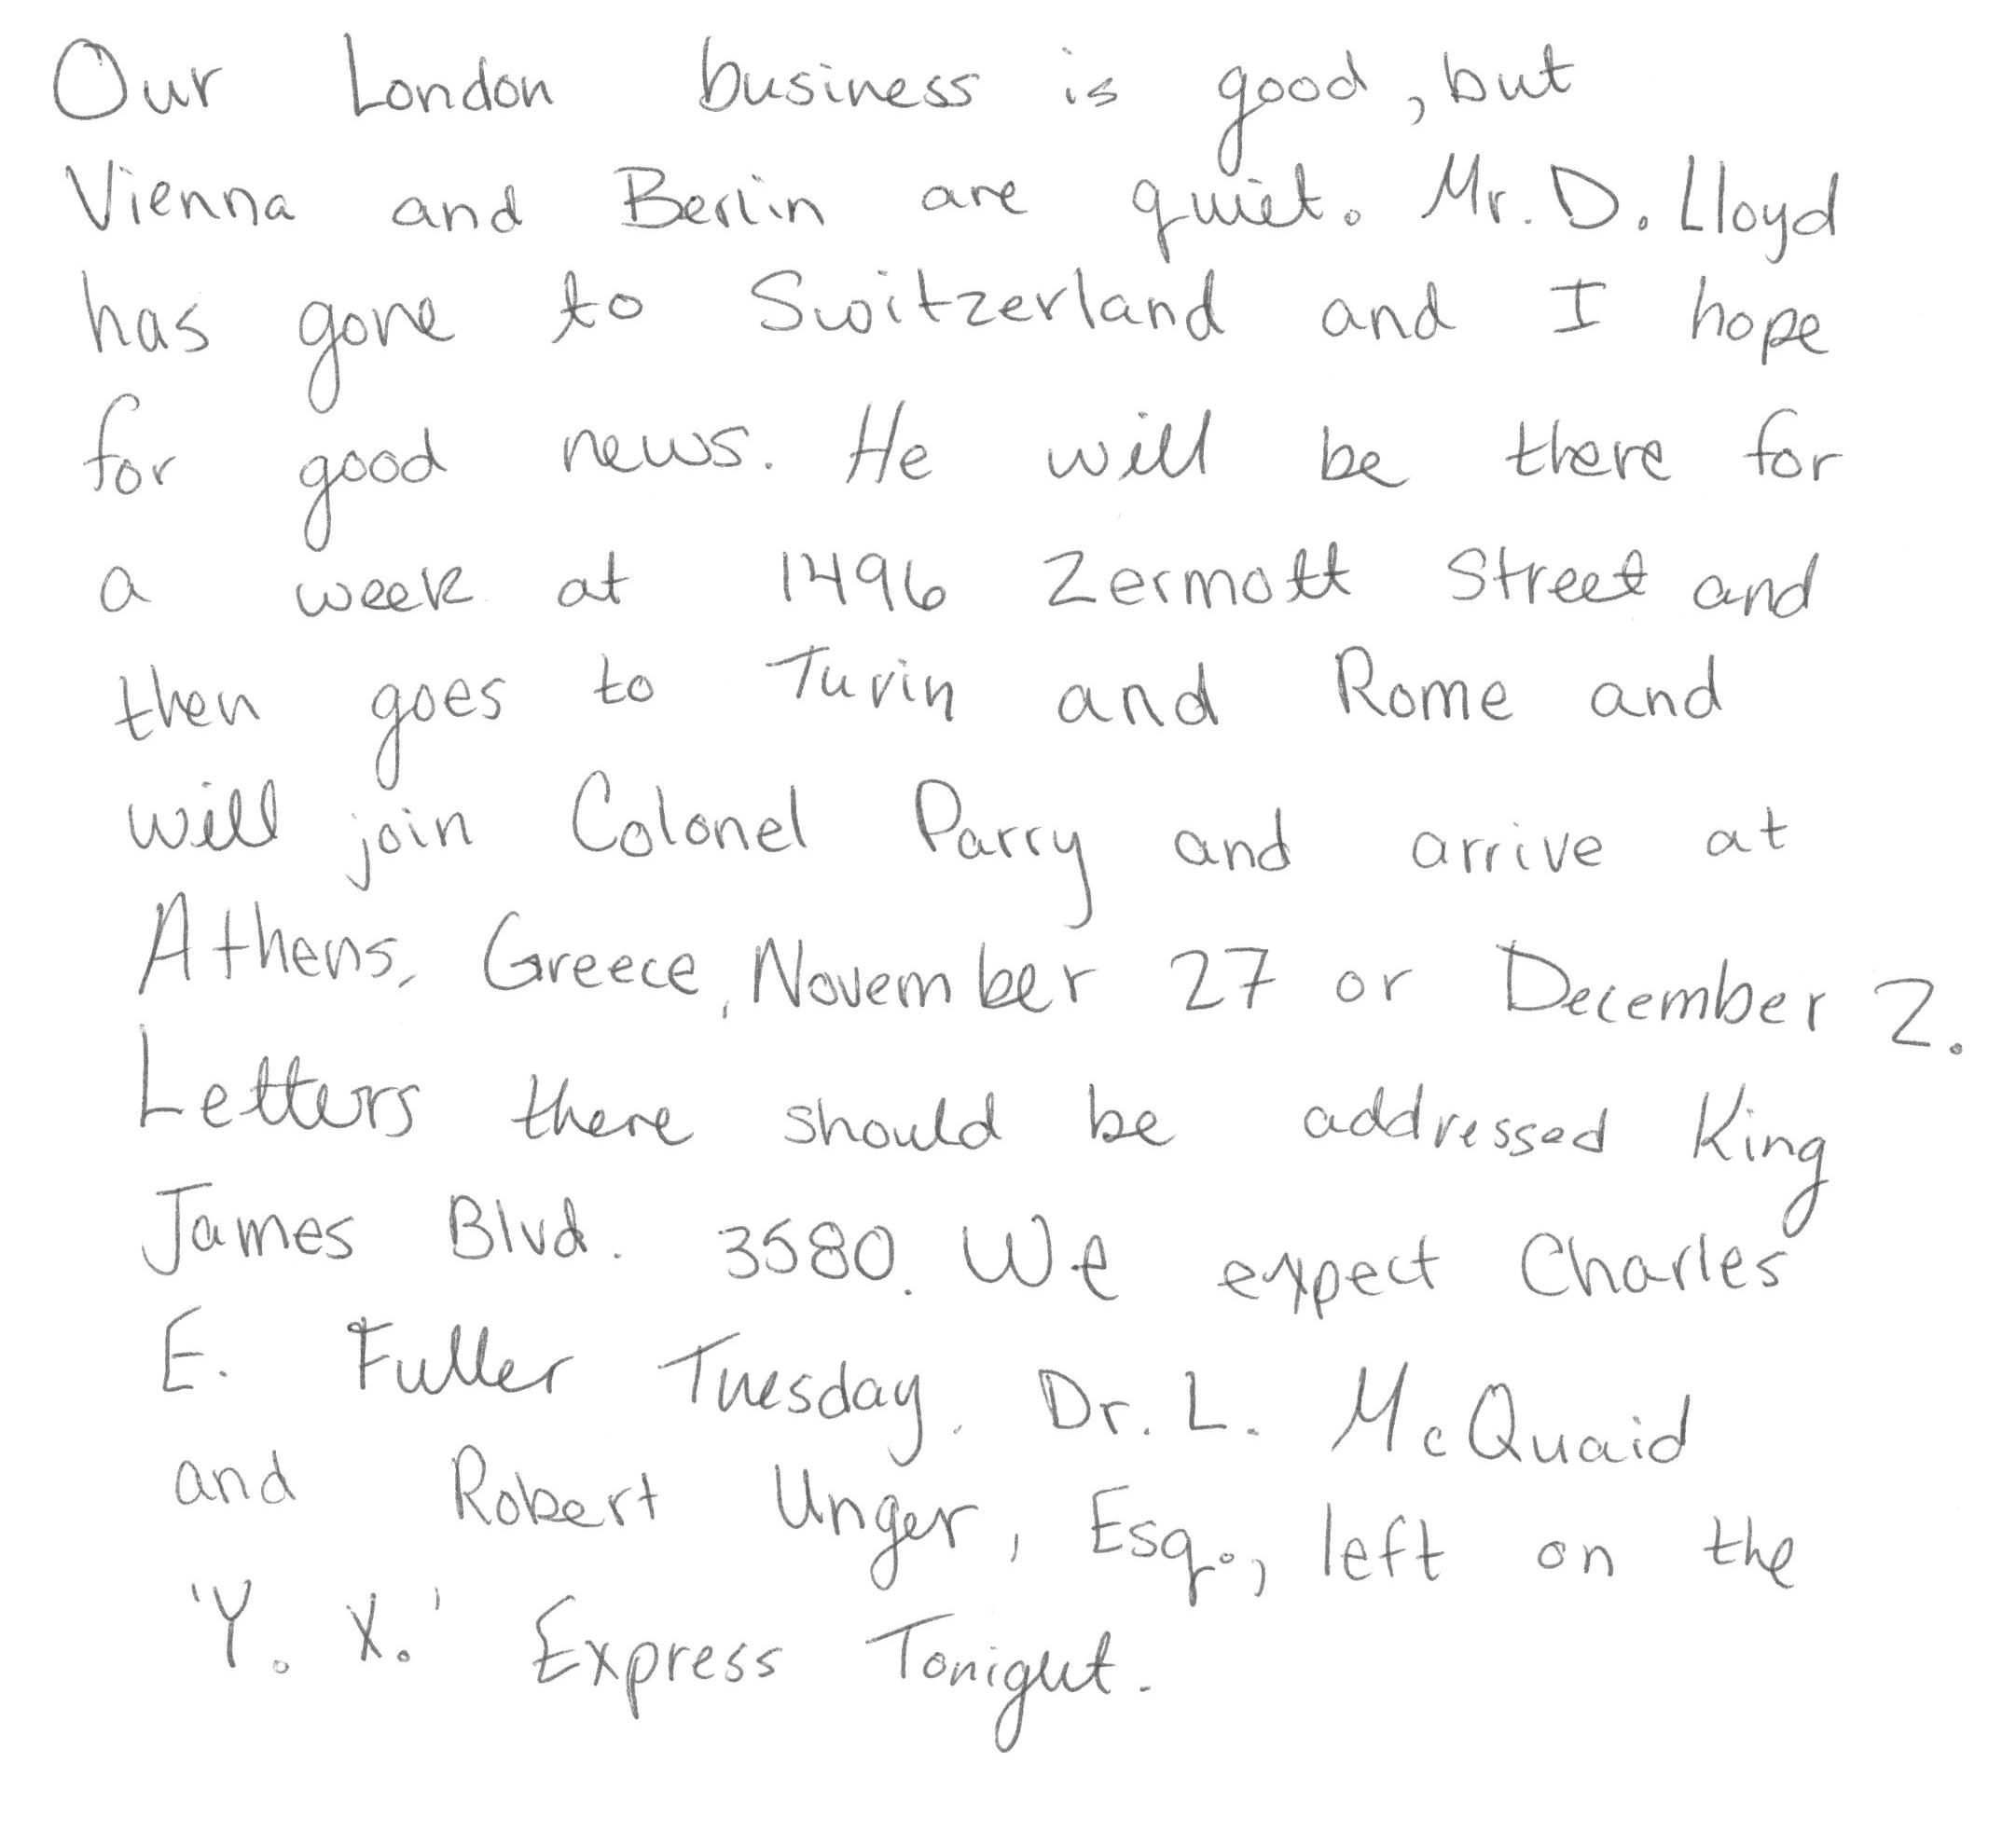 Our London business is good, but
Vienna and Berlin are quiet. Mr. D. Lloyd
has gone to Switzerland and I hope
for good news. He will be there for
a week at 1496 Zermott Street and
then goes to Turin and Rome and
will join Colonel Parry and arrive at
Athens, Greece, November 27 or December 2.
Letters there should be addressed King
James Blvd. 3580. We expect Charles
E. Fuller Tuesday. Dr. L. McQuaid
and Robert Unger, Esq., left on the
'Y. X.' Express Tonight.